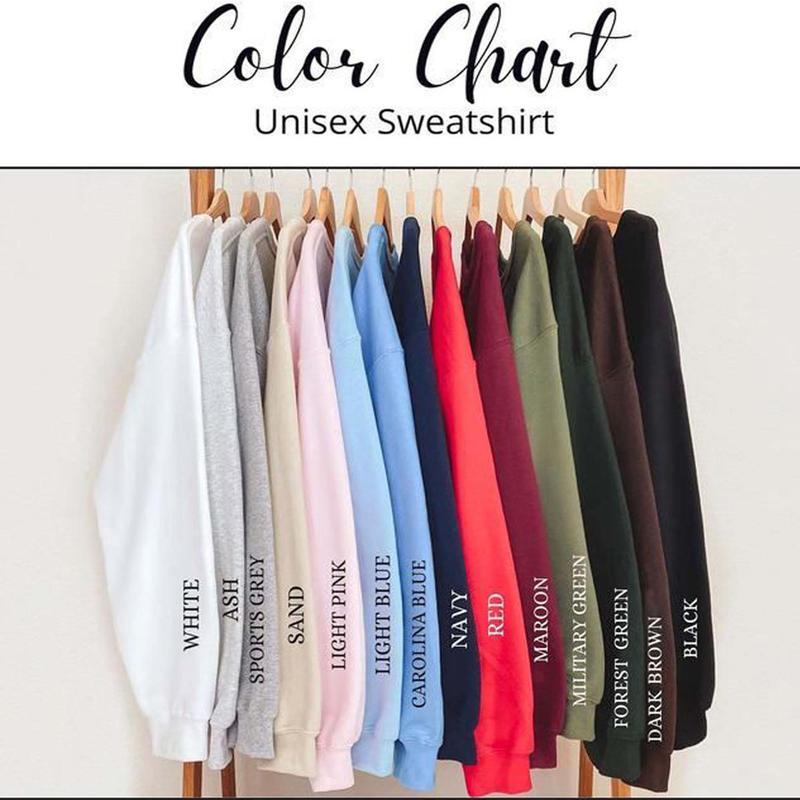 Color Chart
Unisex Sweatshirt
WHITE
ASH
SPORTS GREY
SAND
LIGHT PINK
LIGHT BLUE
CAROLINA BLUE
NAVY
RED
MAROON
MILITARY GREEN
FOREST GREEN
DARK BROWN
BLACK